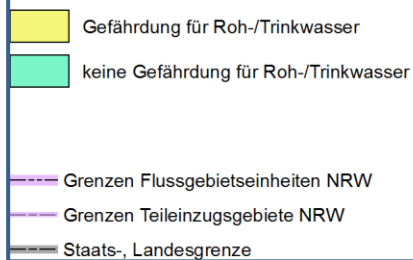 Gefährdung für Roh-/Trinkwasser
keine Gefährdung für Roh-/Trinkwasser
Grenzen Flussgebietseinheiten NRW
Grenzen Teileinzugsgebiete NRW
Staats-, Landesgrenze